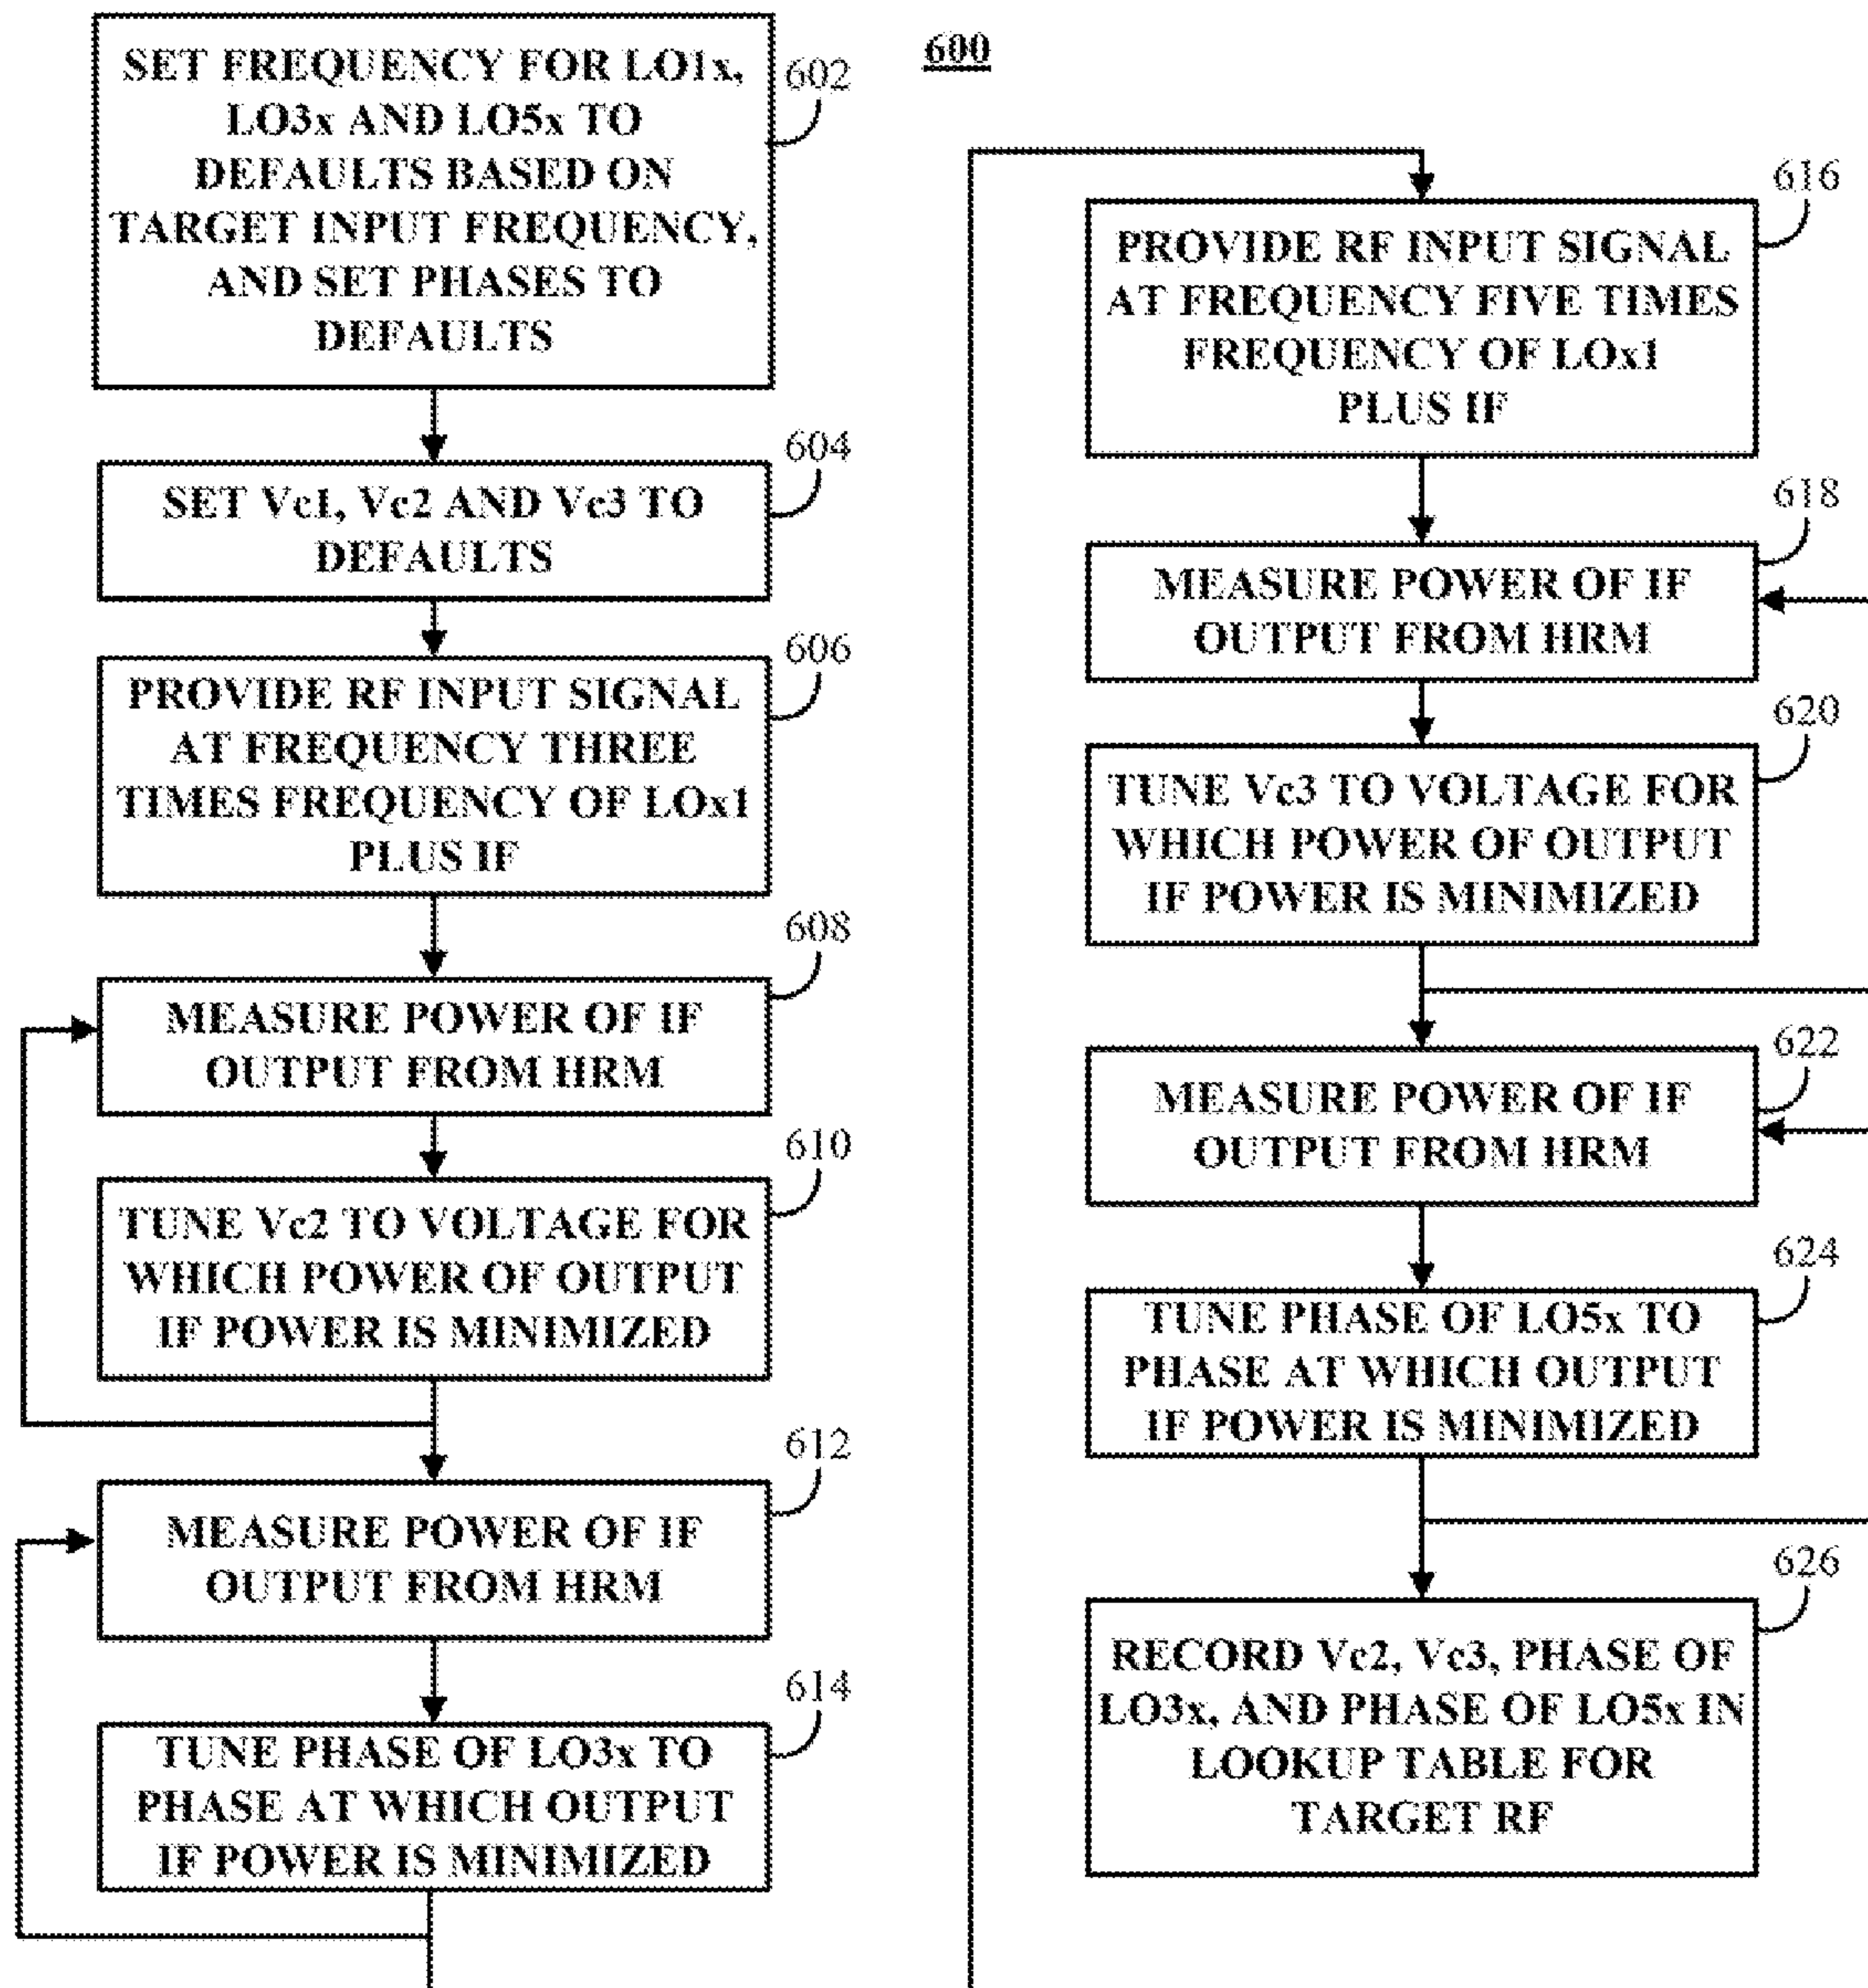 600
SET FREQUENCY FOR LO1x,
LO3x AND LO5x TO
DEFAULTS BASED ON
TARGET INPUT FREQUENCY,
AND SET PHASES TO
DEFAULTS
602
SET Vc1, Vc2 AND Vc3 TO
DEFAULTS
604
PROVIDE RF INPUT SIGNAL
AT FREQUENCY THREE
TIMES FREQUENCY OF LOx1
PLUS IF
606
MEASURE POWER OF IF
OUTPUT FROM HRM
608
TUNE Vc2 TO VOLTAGE FOR
WHICH POWER OF OUTPUT
IF POWER IS MINIMIZED
610
MEASURE POWER OF IF
OUTPUT FROM HRM
612
TUNE PHASE OF LO3x TO
PHASE AT WHICH OUTPUT
IF POWER IS MINIMIZED
614
PROVIDE RF INPUT SIGNAL
AT FREQUENCY FIVE TIMES
FREQUENCY OF LOx1
PLUS IF
616
MEASURE POWER OF IF
OUTPUT FROM HRM
618
TUNE Vc3 TO VOLTAGE FOR
WHICH POWER OF OUTPUT
IF POWER IS MINIMIZED
620
MEASURE POWER OF IF
OUTPUT FROM HRM
622
TUNE PHASE OF LO5x TO
PHASE AT WHICH OUTPUT
IF POWER IS MINIMIZED
624
RECORD Vc2, Vc3, PHASE OF
LO3x, AND PHASE OF LO5x IN
LOOKUP TABLE FOR
TARGET RF
626